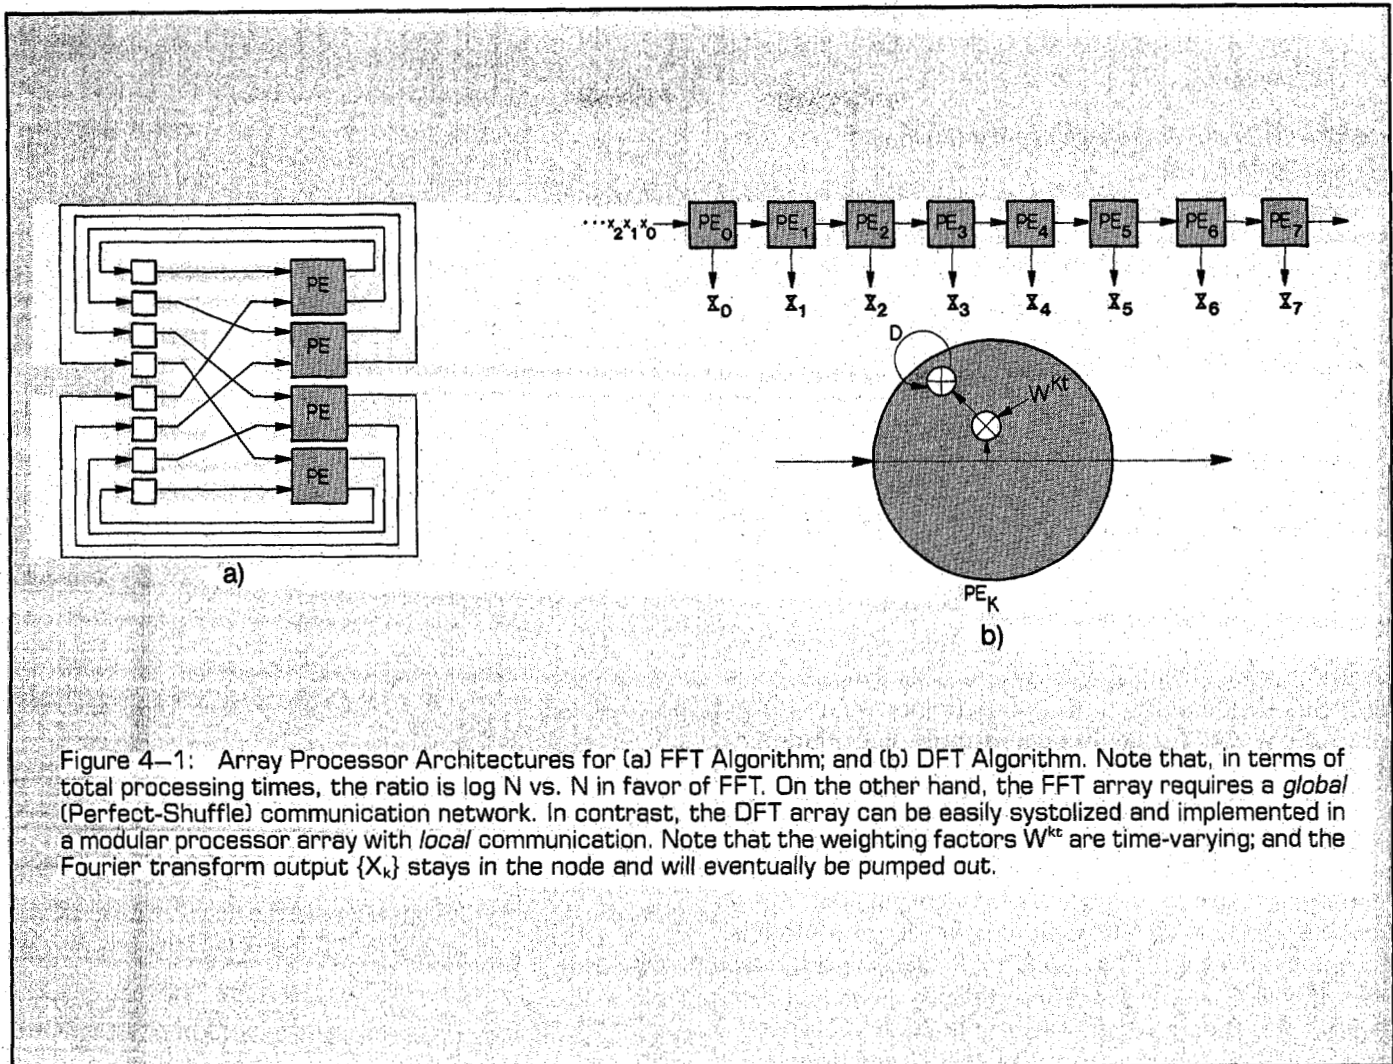 PE
PE
PE
PE
a)
···x₂x₁x₀ PE₀ PE₁ PE₂ PE₃ PE₄ PE₅ PE₆ PE₇
X₀ X₁ X₂ X₃ X₄ X₅ X₆ X₇
D
W^Kt
PE_K
b)
Figure 4–1: Array Processor Architectures for (a) FFT Algorithm; and (b) DFT Algorithm. Note that, in terms of
total processing times, the ratio is log N vs. N in favor of FFT. On the other hand, the FFT array requires a global
(Perfect-Shuffle) communication network. In contrast, the DFT array can be easily systolized and implemented in
a modular processor array with local communication. Note that the weighting factors W^kt are time-varying; and the
Fourier transform output {Xₖ} stays in the node and will eventually be pumped out.